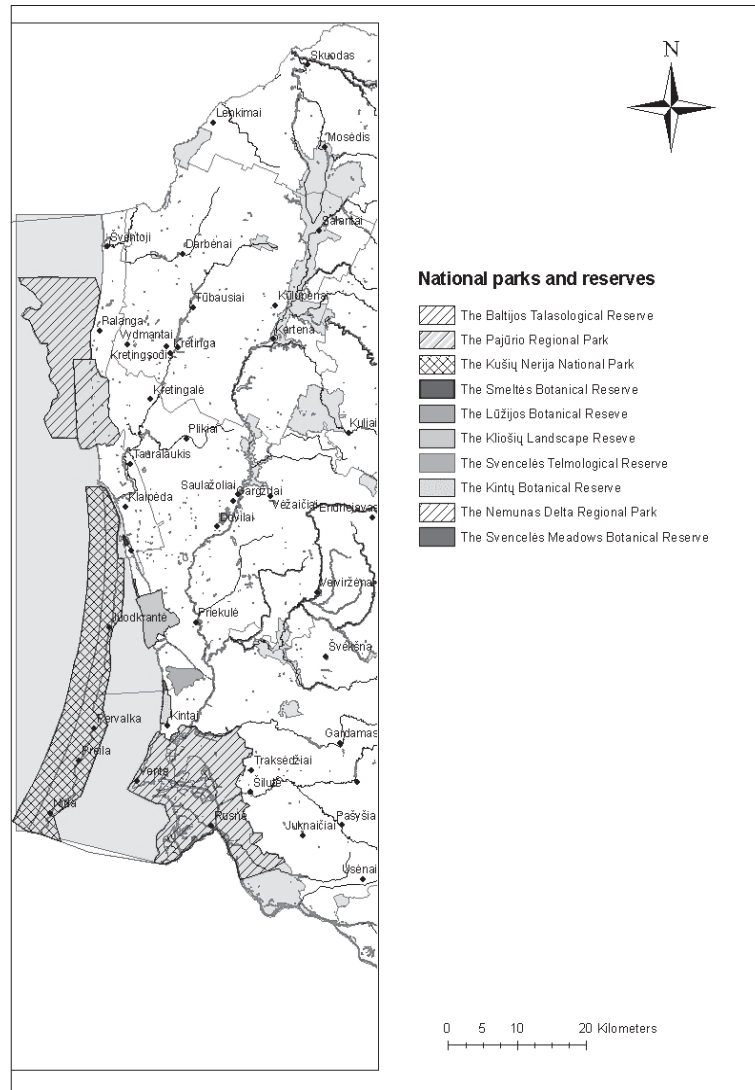 Skuodas
N
Lenkimai
Mosėdis
Salantai
Šventoji
Darbėnai
National parks and reserves
Tūbausiai
Kūlupėnai
The Baltijos Talasological Reserve
Palanga
Vydmantai
Kretinga
Kartena
The Pajūrio Regional Park
Kretingsodis
The Kušių Nerija National Park
The Smeltės Botanical Reserve
Kretingalė
The Lūžijos Botanical Reseve
Plikiai
Kuliai
The Kliošių Landscape Reseve
Tauralaukis
The Svencelės Telmological Reserve
Saulažoliai
Gargždai
The Kintų Botanical Reserve
Klaipėda
Vėžaičiai
Endriejavas
The Nemunas Delta Regional Park
Dovilai
The Svencelės Meadows Botanical Reserve
Veiviržėnai
Juodkrantė
Priekulė
Švėkšna
Pervalka
Kintai
Gardamas
Preila
Ventė
Traksėdžiai
Šilutė
Nida
Rusnė
Juknaičiai
Pašyšiai
Usėnai
0 5 10 20 Kilometers